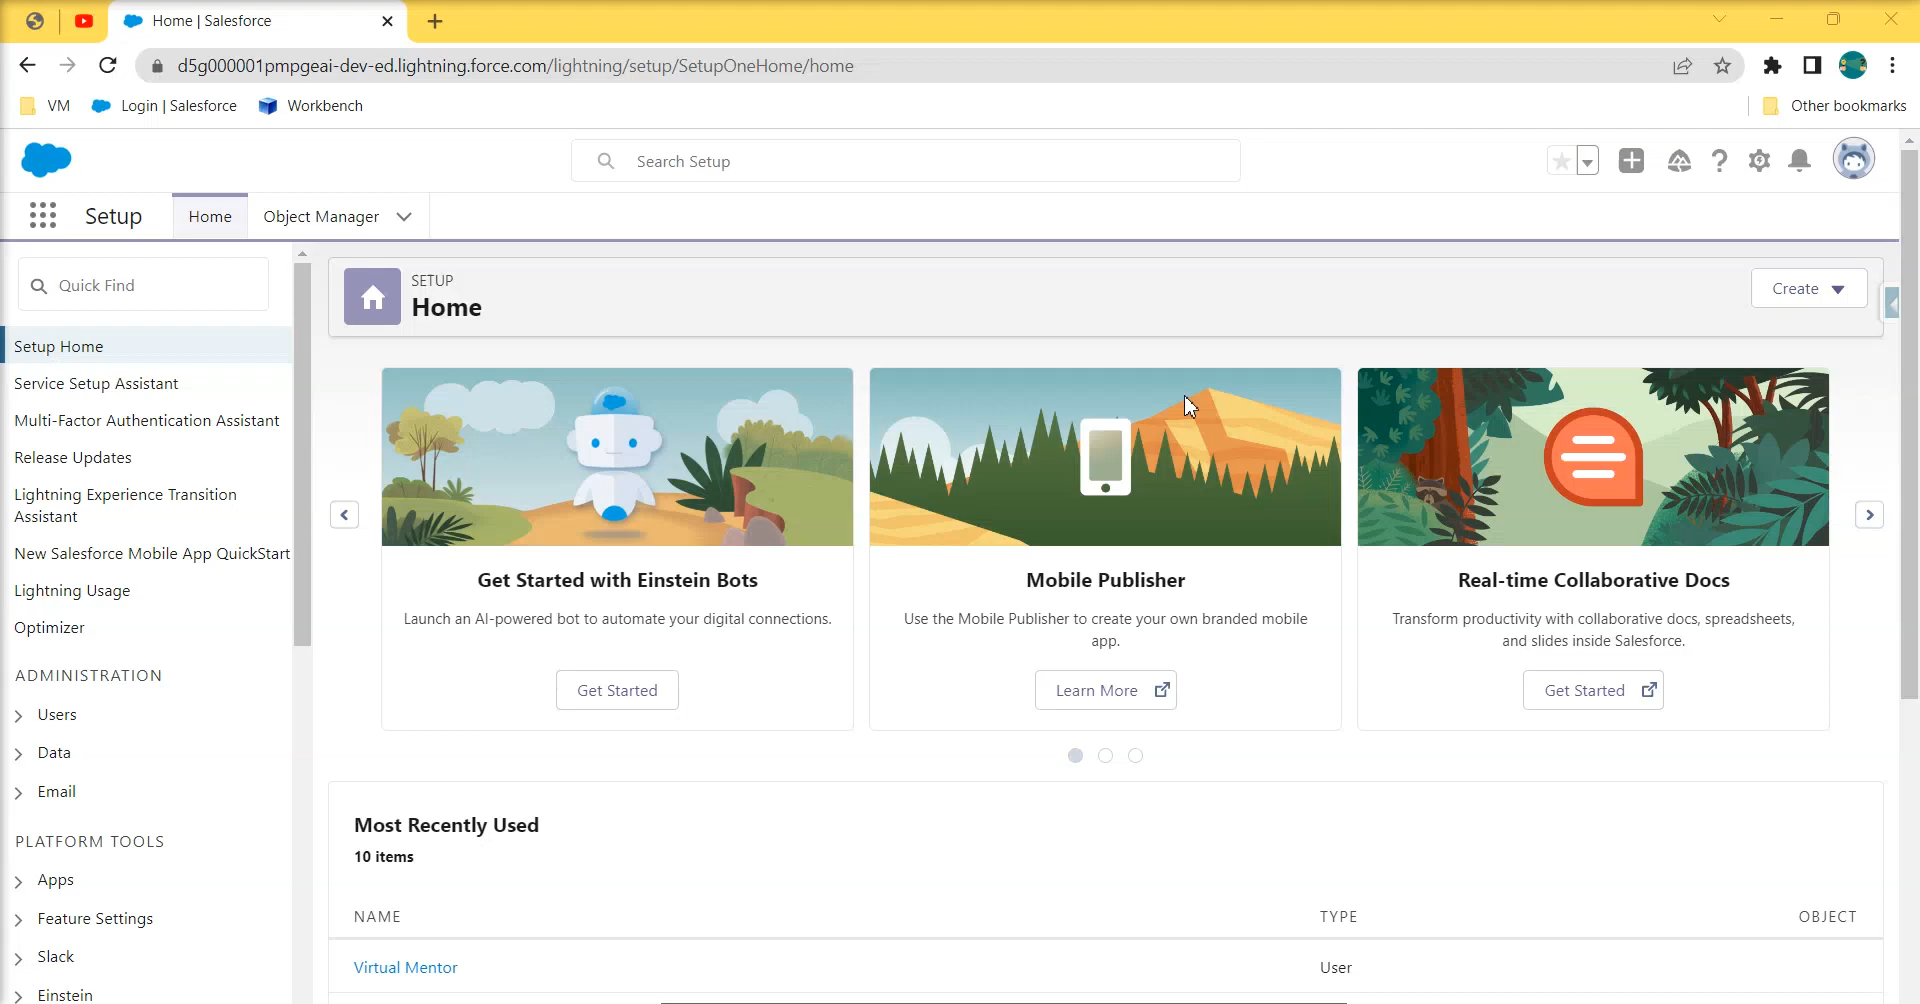 Home | Salesforce
d5g000001pmpgeai-dev-ed.lightning.force.com/lightning/setup/SetupOneHome/home
VM
Login | Salesforce
Workbench
Other bookmarks
Search Setup
Setup
Home
Object Manager
Quick Find
SETUP
Home
Create
Setup Home
Service Setup Assistant
Multi-Factor Authentication Assistant
Release Updates
Lightning Experience Transition
Assistant
New Salesforce Mobile App QuickStart
Lightning Usage
Optimizer
ADMINISTRATION
Users
Data
Email
PLATFORM TOOLS
Apps
Feature Settings
Slack
Einstein
Get Started with Einstein Bots
Launch an AI-powered bot to automate your digital connections.
Get Started
Mobile Publisher
Use the Mobile Publisher to create your own branded mobile
app.
Learn More
Real-time Collaborative Docs
Transform productivity with collaborative docs, spreadsheets,
and slides inside Salesforce.
Get Started
Most Recently Used
10 items
NAME
TYPE
OBJECT
Virtual Mentor
User